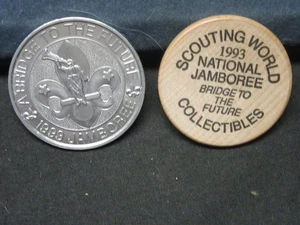 A BRIDGE TO THE FUTURE
1993 JAMBOREE
SCOUTING WORLD
1993
NATIONAL
JAMBOREE
BRIDGE TO
THE
FUTURE
COLLECTIBLES